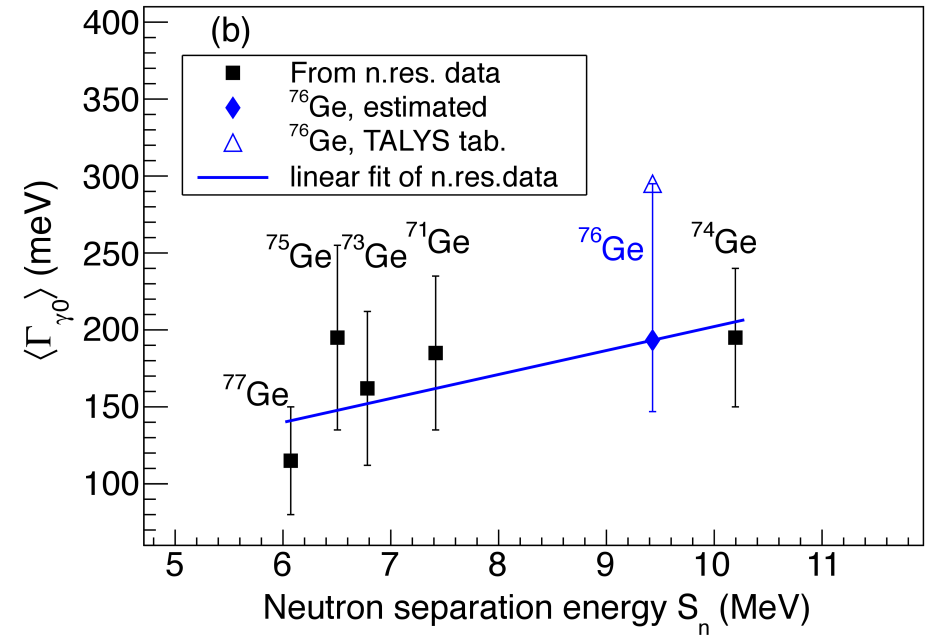 (b)
From n.res. data
⁷⁶Ge, estimated
⁷⁶Ge, TALYS tab.
linear fit of n.res.data
400
350
300
250
200
150
100
⟨Γγ0⟩ (meV)
⁷⁷Ge
⁷⁵Ge
⁷³Ge
⁷¹Ge
⁷⁶Ge
⁷⁴Ge
5 6 7 8 9 10 11
Neutron separation energy Sₙ (MeV)